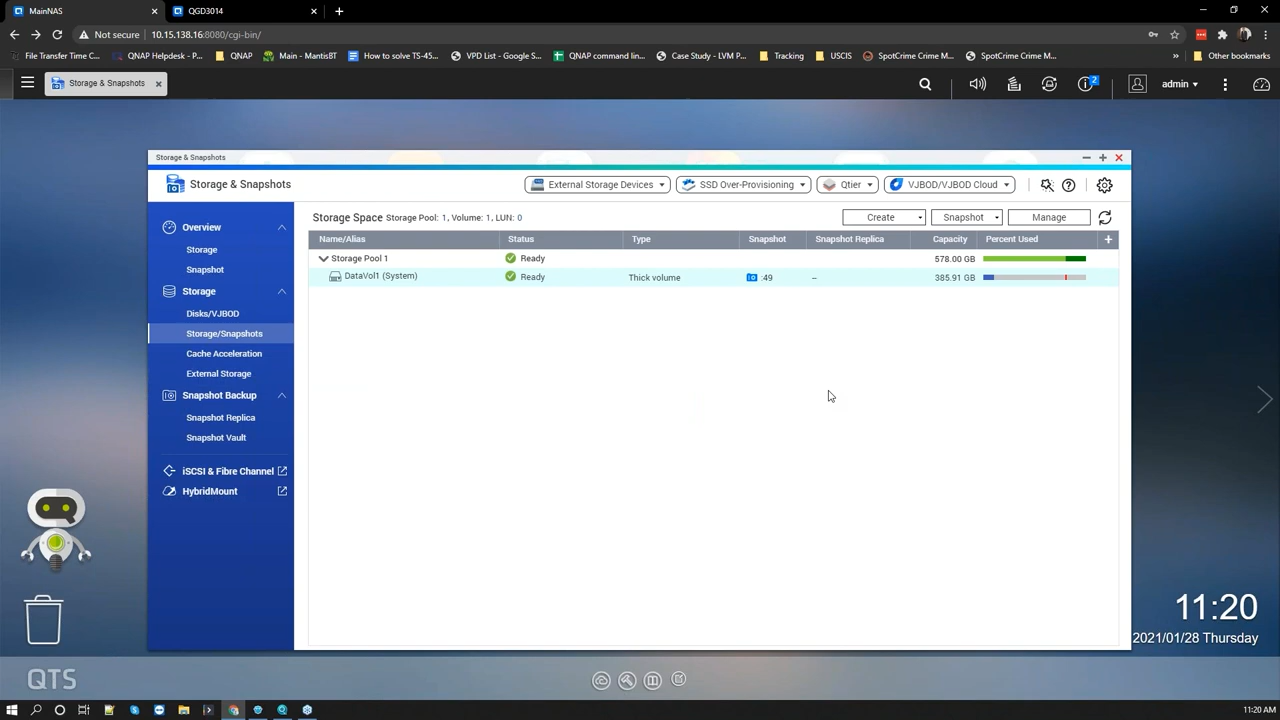 MainNAS
QGD3014
Not secure 10.15.138.16:8080/cgi-bin/
File Transfer Time C...
QNAP Helpdesk - P...
QNAP
Main - MantisBT
How to solve TS-45...
VPD List - Google S...
QNAP command lin...
Case Study - LVM P...
Tracking
USCIS
SpotCrime Crime M...
SpotCrime Crime M...
»
Other bookmarks
Storage & Snapshots
2
admin
Storage & Snapshots
Storage & Snapshots
External Storage Devices
SSD Over-Provisioning
Qtier
VJBOD/VJBOD Cloud
Overview
Storage
Snapshot
Storage
Disks/VJBOD
Storage/Snapshots
Cache Acceleration
External Storage
Snapshot Backup
Snapshot Replica
Snapshot Vault
iSCSI & Fibre Channel
HybridMount
Storage Space Storage Pool: 1, Volume: 1, LUN: 0
Create
Snapshot
Manage
Name/Alias Status Type Snapshot Snapshot Replica Capacity Percent Used +
Storage Pool 1 Ready 578.00 GB
DataVol1 (System) Ready Thick volume :49 -- 385.91 GB
11:20
2021/01/28 Thursday
QTS
11:20 AM